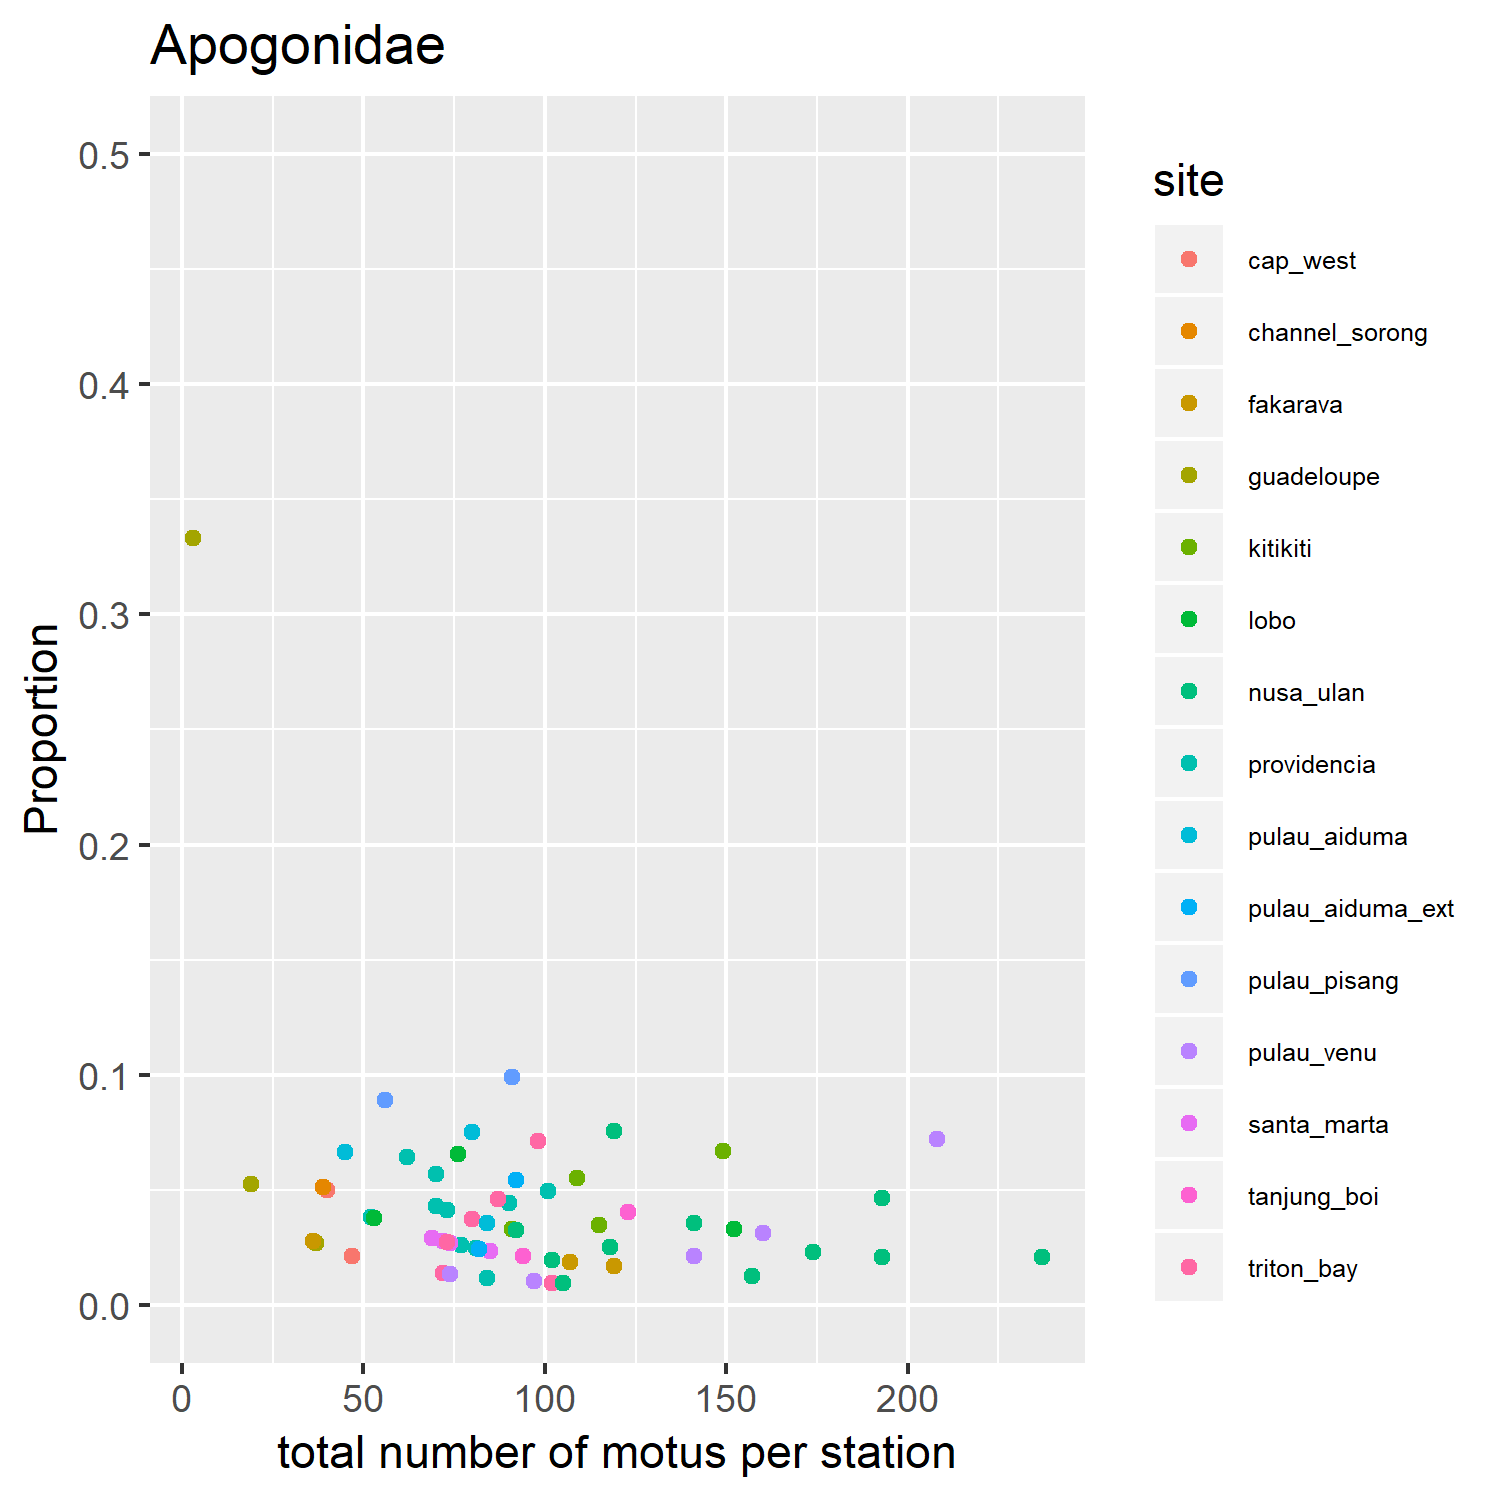 Apogonidae
0.5
0.4
0.3
0.2
0.1
0.0
Proportion
0
50
100
150
200
total number of motus per station
site
cap_west
channel_sorong
fakarava
guadeloupe
kitikiti
lobo
nusa_ulan
providencia
pulau_aiduma
pulau_aiduma_ext
pulau_pisang
pulau_venu
santa_marta
tanjung_boi
triton_bay